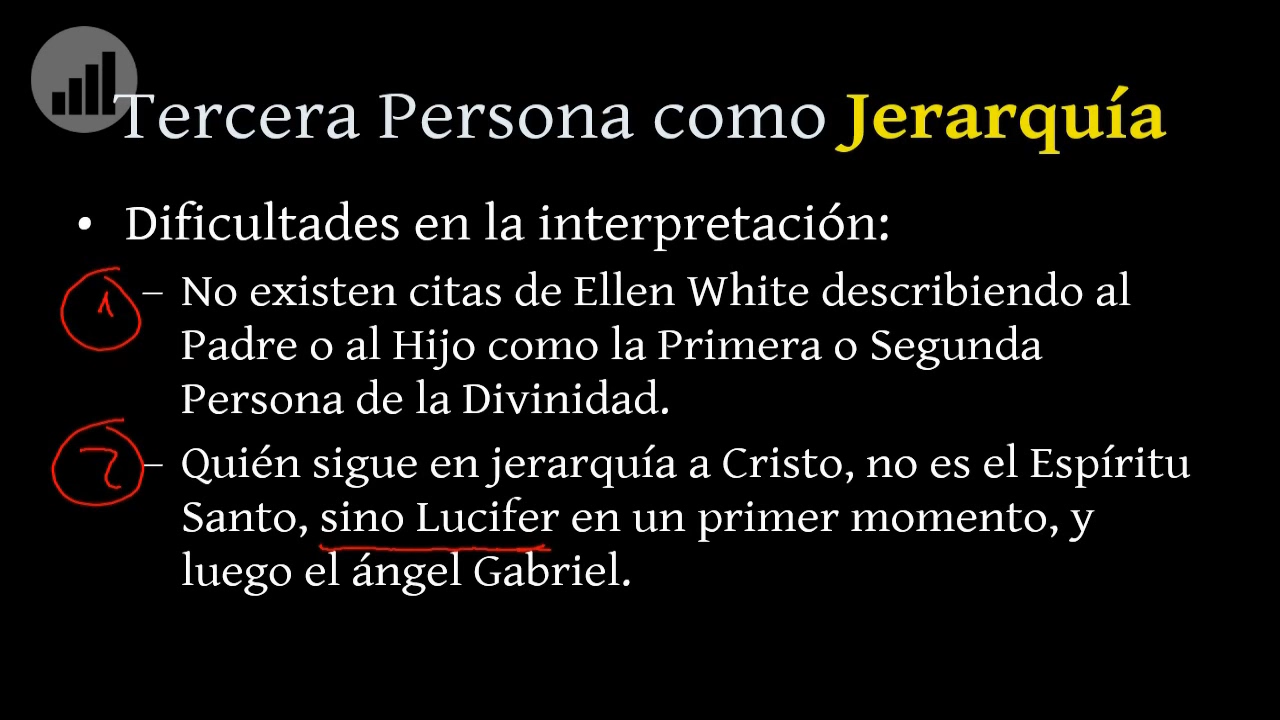 Tercera Persona como Jerarquía
• Dificultades en la interpretación:
1
– No existen citas de Ellen White describiendo al
Padre o al Hijo como la Primera o Segunda
Persona de la Divinidad.
2
– Quién sigue en jerarquía a Cristo, no es el Espíritu
Santo, sino Lucifer en un primer momento, y
luego el ángel Gabriel.